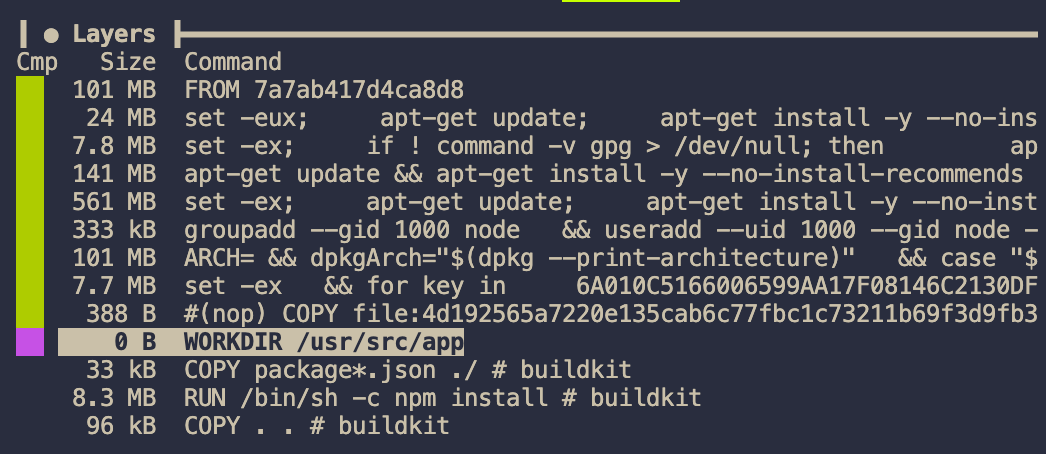 ● Layers
Cmp Size Command
101 MB FROM 7a7ab417d4ca8d8
24 MB set -eux; apt-get update; apt-get install -y --no-ins
7.8 MB set -ex; if ! command -v gpg > /dev/null; then ap
141 MB apt-get update && apt-get install -y --no-install-recommends
561 MB set -ex; apt-get update; apt-get install -y --no-inst
333 kB groupadd --gid 1000 node && useradd --uid 1000 --gid node -
101 MB ARCH= && dpkgArch="$(dpkg --print-architecture)" && case "$
7.7 MB set -ex && for key in 6A010C5166006599AA17F08146C2130DF
388 B #(nop) COPY file:4d192565a7220e135cab6c77fbc1c73211b69f3d9fb3
0 B WORKDIR /usr/src/app
33 kB COPY package*.json ./ # buildkit
8.3 MB RUN /bin/sh -c npm install # buildkit
96 kB COPY . . # buildkit